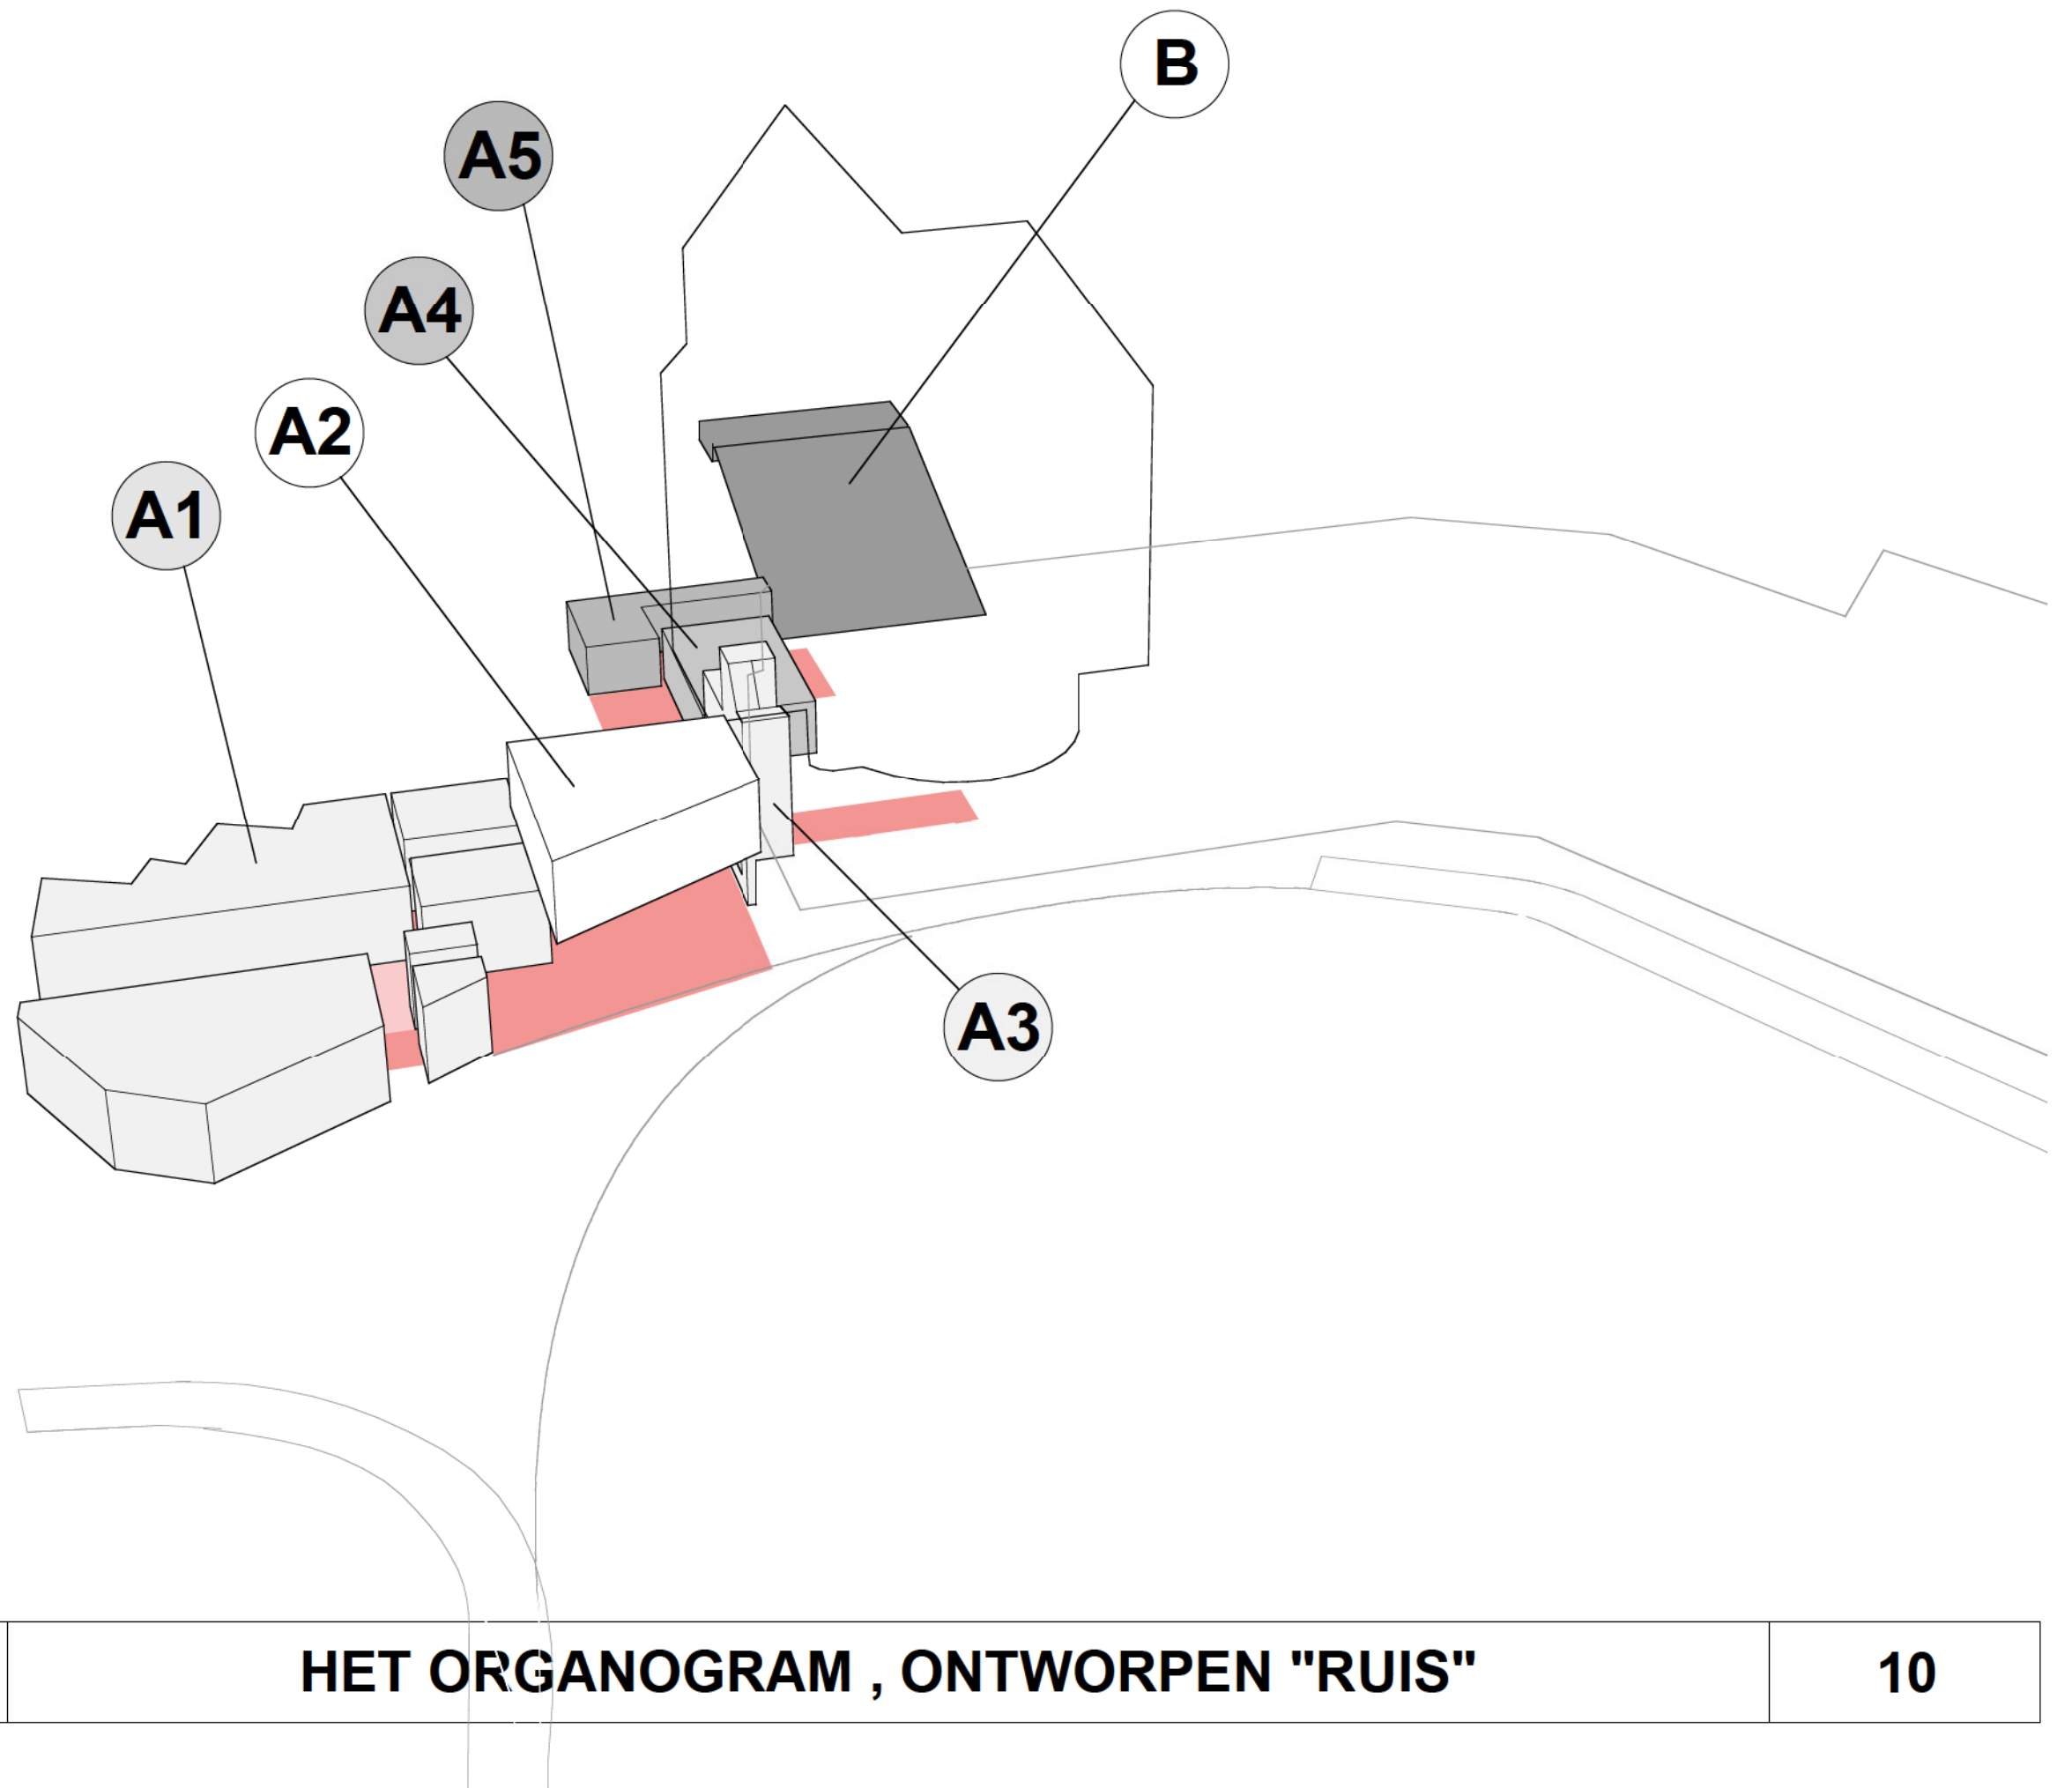 B
A5
A4
A2
A1
A3
HET ORGANOGRAM , ONTWORPEN "RUIS"
10